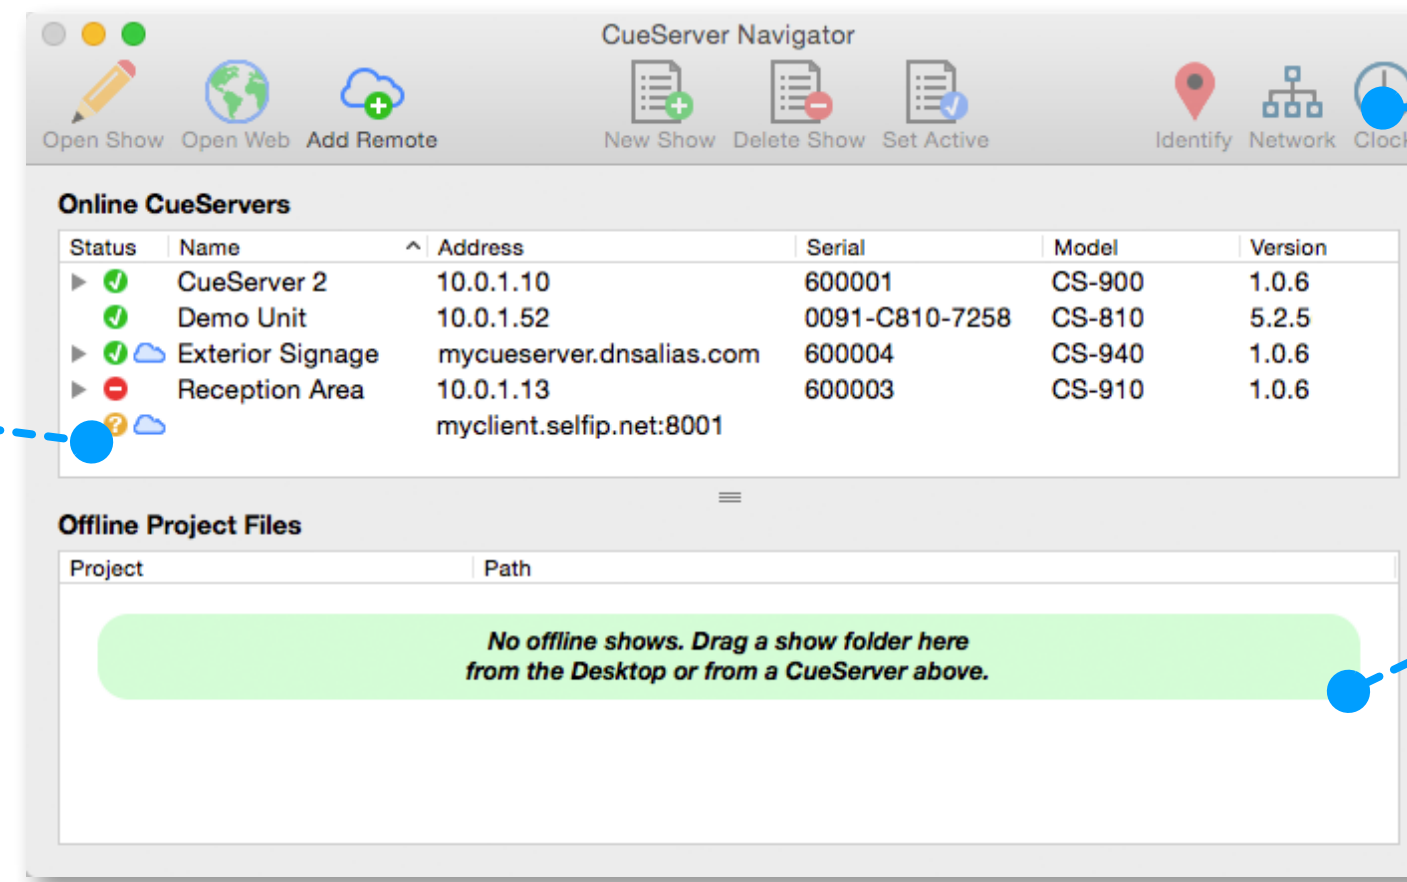 CueServer Navigator
Open Show Open Web Add Remote New Show Delete Show Set Active Identify Network Clock
Online CueServers
Status Name Address Serial Model Version
CueServer 2 10.0.1.10 600001 CS-900 1.0.6
Demo Unit 10.0.1.52 0091-C810-7258 CS-810 5.2.5
Exterior Signage mycueserver.dnsalias.com 600004 CS-940 1.0.6
Reception Area 10.0.1.13 600003 CS-910 1.0.6
myclient.selfip.net:8001
Offline Project Files
Project Path
No offline shows. Drag a show folder here
from the Desktop or from a CueServer above.